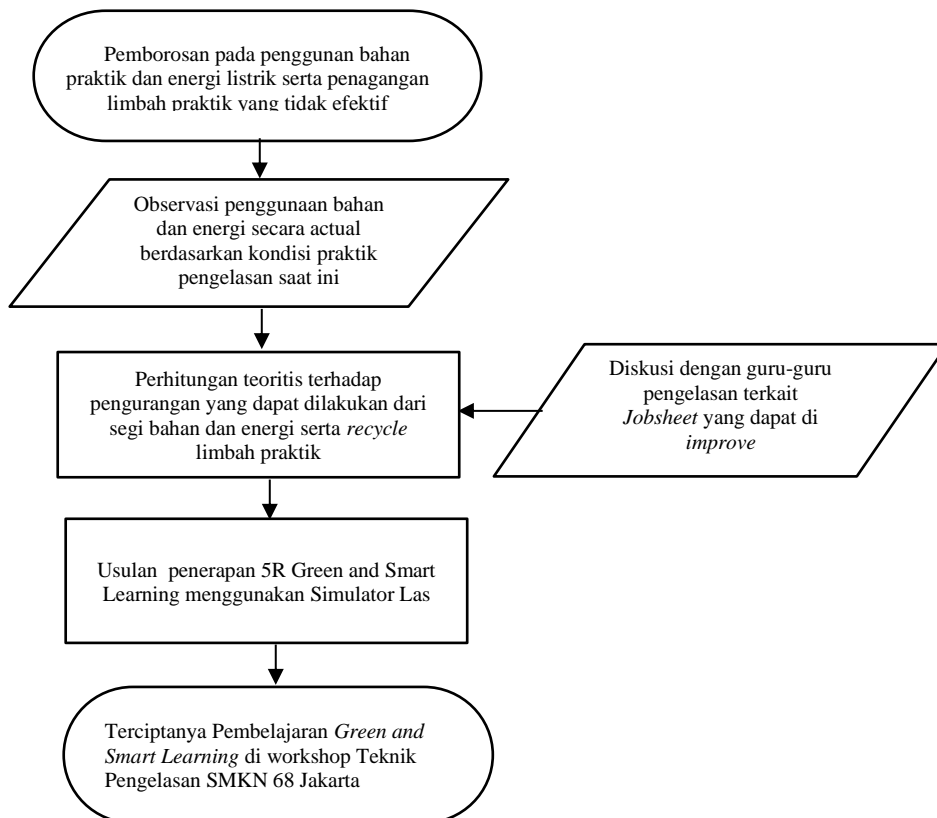 Pemborosan pada penggunan bahan
praktik dan energi listrik serta penagangan
limbah praktik yang tidak efektif
Observasi penggunaan bahan
dan energi secara actual
berdasarkan kondisi praktik
pengelasan saat ini
Perhitungan teoritis terhadap
pengurangan yang dapat dilakukan dari
segi bahan dan energi serta recycle
limbah praktik
Diskusi dengan guru-guru
pengelasan terkait
Jobsheet yang dapat di
improve
Usulan penerapan 5R Green and Smart
Learning menggunakan Simulator Las
Terciptanya Pembelajaran Green and
Smart Learning di workshop Teknik
Pengelasan SMKN 68 Jakarta